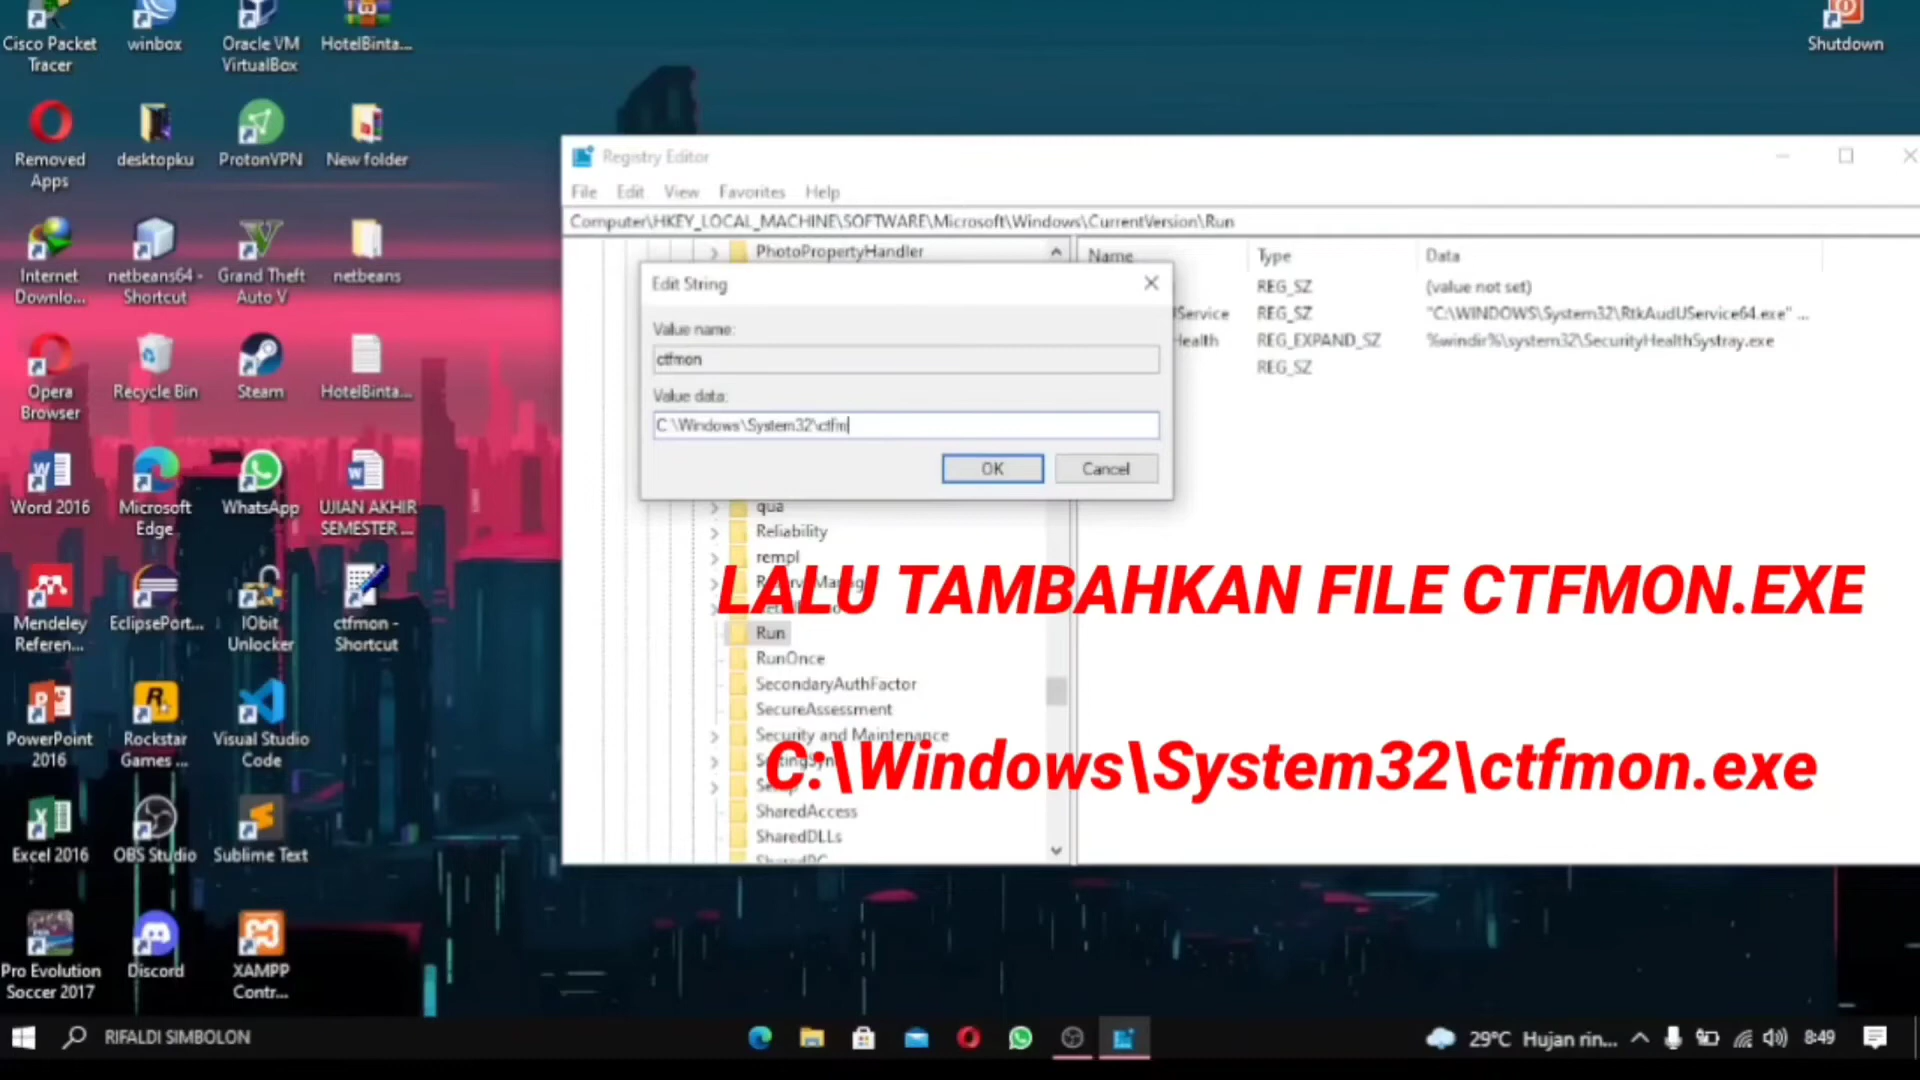 Cisco Packet
Tracer
winbox
Oracle VM
VirtualBox
HotelBinta...
Shutdown
Removed
Apps
desktopku
ProtonVPN
New folder
Internet
Downlo...
netbeans64 -
Shortcut
Grand Theft
Auto V
netbeans
Opera
Browser
Recycle Bin
Steam
HotelBinta...
Word 2016
Microsoft
Edge
WhatsApp
UJIAN AKHIR
SEMESTER ...
Mendeley
Referen...
EclipsePort...
IObit
Unlocker
ctfmon -
Shortcut
PowerPoint
2016
Rockstar
Games ...
Visual Studio
Code
Excel 2016
OBS Studio
Sublime Text
Pro Evolution
Soccer 2017
Discord
XAMPP
Contr...
Registry Editor
File Edit View Favorites Help
Computer\HKEY_LOCAL_MACHINE\SOFTWARE\Microsoft\Windows\CurrentVersion\Run
PhotoPropertyHandler
Name Type Data
REG_SZ (value not set)
IService REG_SZ "C:\WINDOWS\System32\RtkAudUService64.exe" ...
Health REG_EXPAND_SZ %windir%\system32\SecurityHealthSystray.exe
REG_SZ
Edit String
Value name:
ctfmon
Value data:
C:\Windows\System32\ctfm
OK Cancel
qua
Reliability
rempl
Run
RunOnce
SecondaryAuthFactor
SecureAssessment
Security and Maintenance
SharedAccess
SharedDLLs
SharedPC
LALU TAMBAHKAN FILE CTFMON.EXE
C:\Windows\System32\ctfmon.exe
RIFALDI SIMBOLON
29°C Hujan rin...
8:49